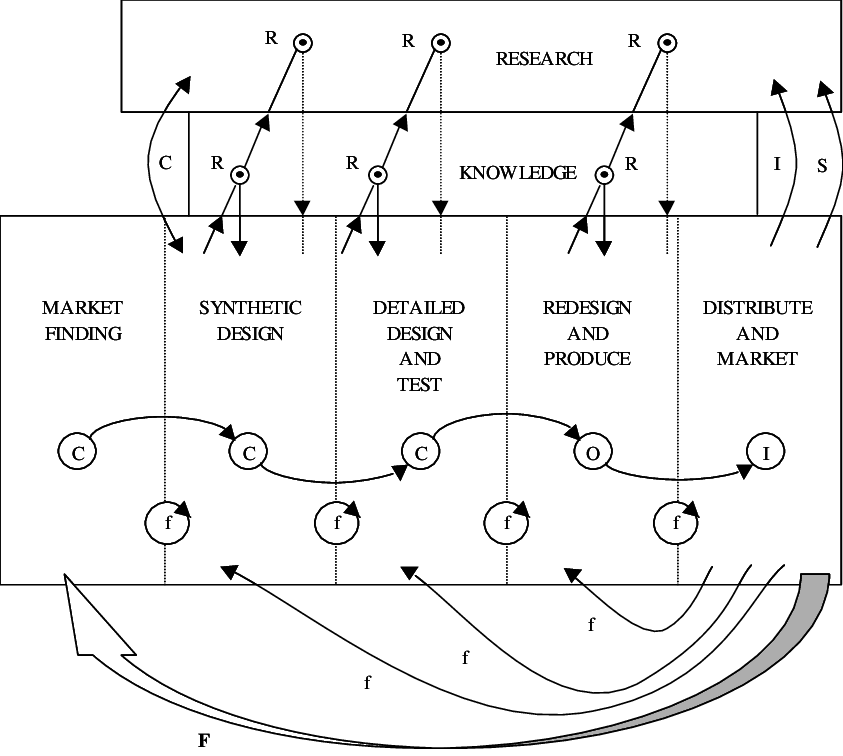 R
R
R
RESEARCH
C
R
R
KNOWLEDGE
R
I
S
MARKET
FINDING
SYNTHETIC
DESIGN
DETAILED
DESIGN
AND
TEST
REDESIGN
AND
PRODUCE
DISTRIBUTE
AND
MARKET
C
C
C
O
I
f
f
f
f
f
f
f
F